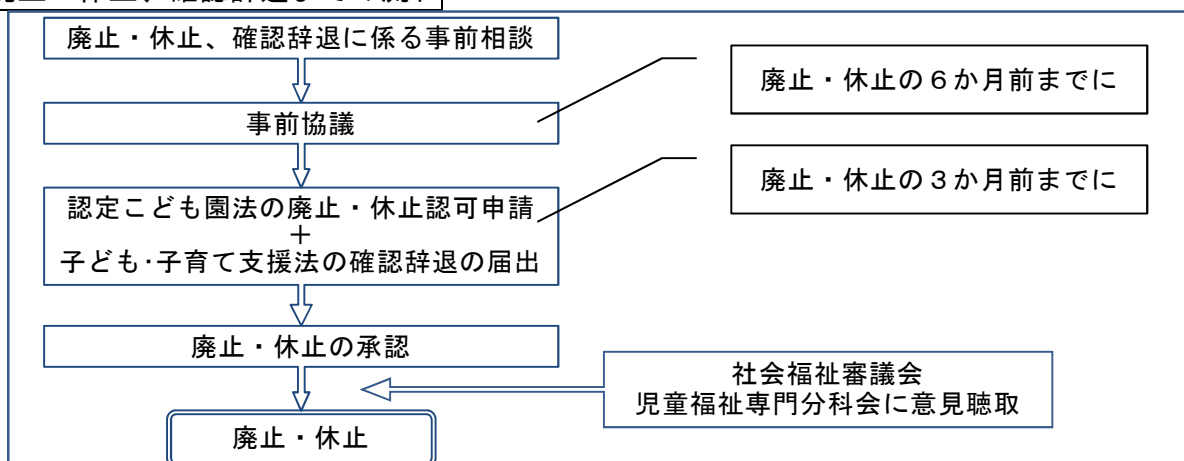 廃止・休止、確認辞退に係る事前相談
廃止・休止の６か月前までに
事前協議
廃止・休止の３か月前までに
認定こども園法の廃止・休止認可申請
＋
子ども･子育て支援法の確認辞退の届出
廃止・休止の承認
社会福祉審議会
児童福祉専門分科会に意見聴取
廃止・休止